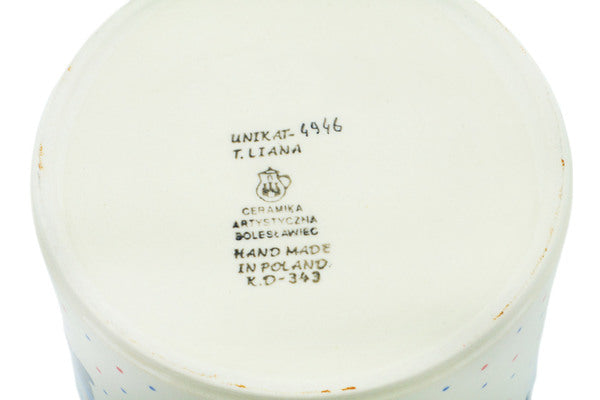 UNIKAT-4946
T. LIANA
CERAMIKA
ARTYSTYCZNA
BOLESŁAWIEC
HAND MADE
IN POLAND.
K.D-343